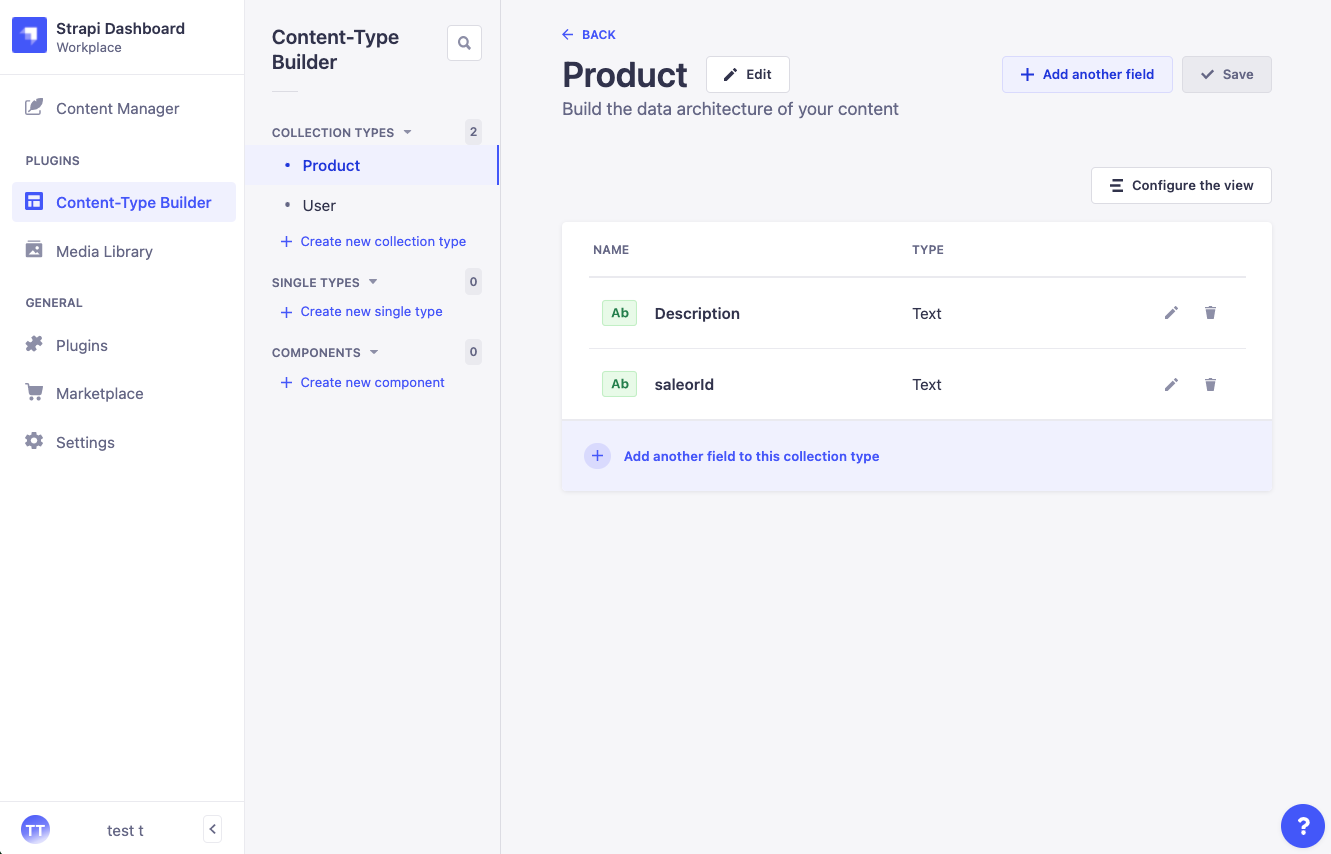 Strapi Dashboard
Workplace
Content Manager
PLUGINS
Content-Type Builder
Media Library
GENERAL
Plugins
Marketplace
Settings
TT
test t
Content-Type
Builder
COLLECTION TYPES
2
Product
User
Create new collection type
SINGLE TYPES
0
Create new single type
COMPONENTS
0
Create new component
BACK
Product
Edit
Add another field
Save
Build the data architecture of your content
Configure the view
NAME TYPE
Ab Description Text
Ab saleorId Text
Add another field to this collection type
?